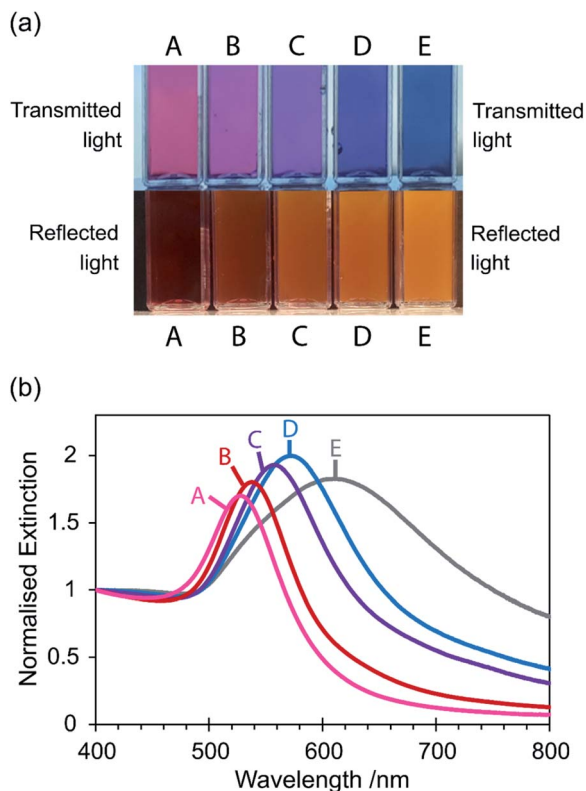 (a)
A B C D E
Transmitted light
Transmitted light
Reflected light
Reflected light
A B C D E
(b)
Normalised Extinction
2
1.5
1
0.5
0
A
B
C
D
E
400 500 600 700 800
Wavelength /nm